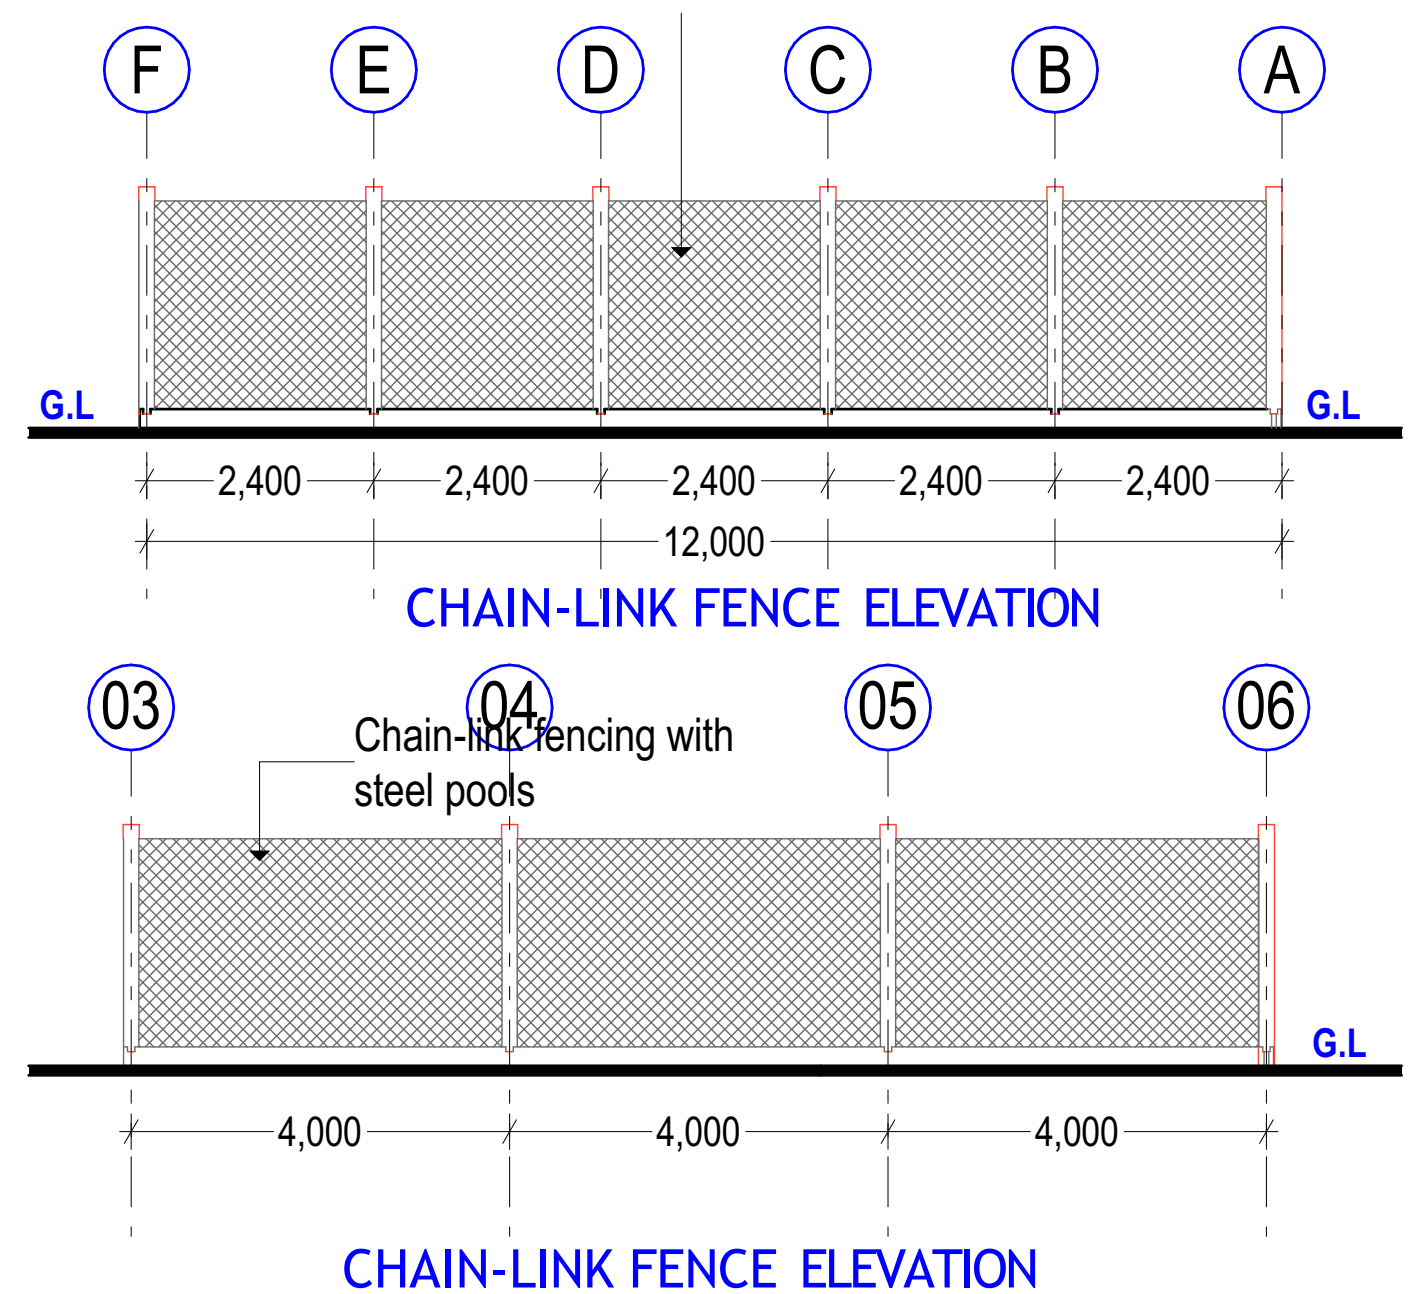 F E D C B A
G.L G.L
2,400 2,400 2,400 2,400 2,400
12,000
CHAIN-LINK FENCE ELEVATION
03 04 05 06
Chain-link fencing with
steel pools
G.L
4,000 4,000 4,000
CHAIN-LINK FENCE ELEVATION